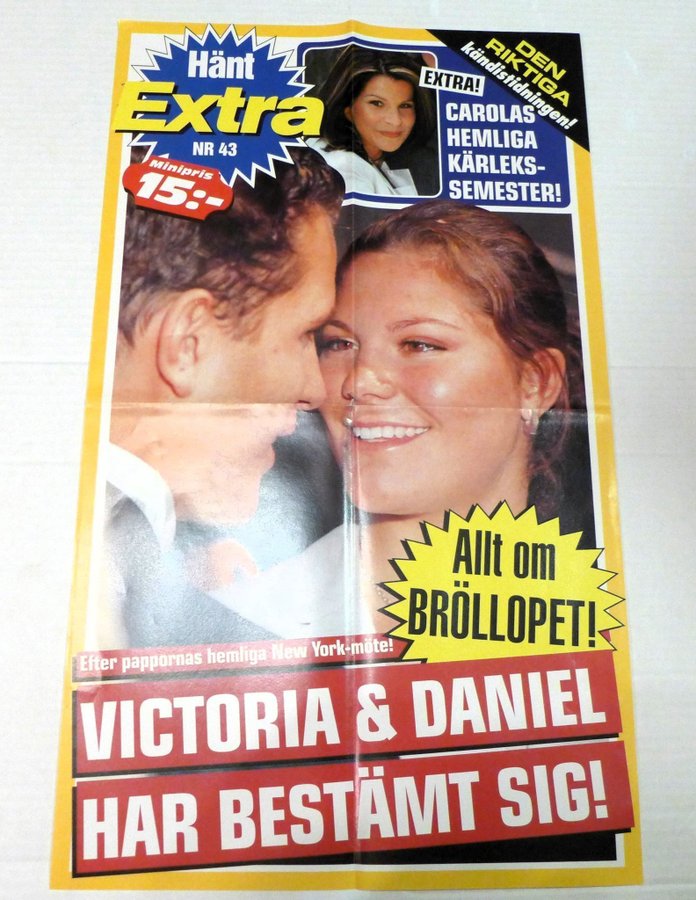 Hänt
Extra
NR 43
Minipris
15:-
EXTRA!
CAROLAS
HEMLIGA
KÄRLEKS-
SEMESTER!
DEN
RIKTIGA
kändistidningen!
Allt om
BRÖLLOPET!
Efter pappornas hemliga New York-möte!
VICTORIA & DANIEL
HAR BESTÄMT SIG!